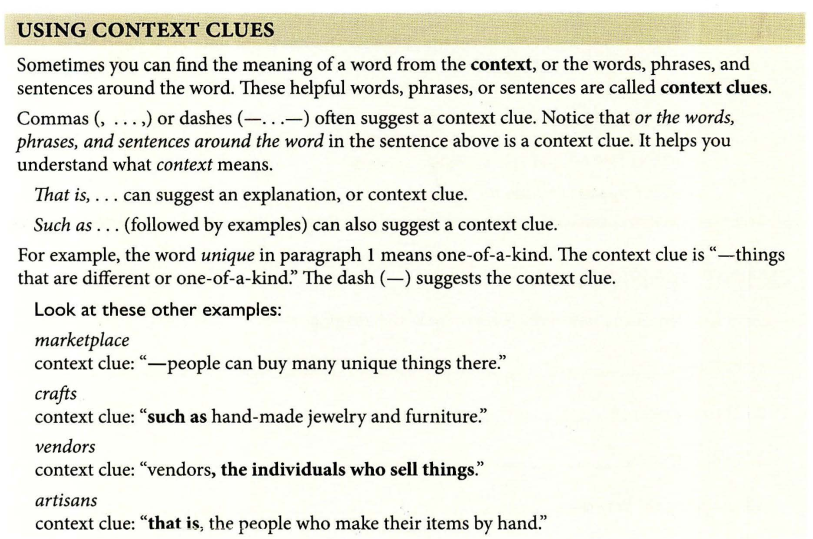 USING CONTEXT CLUES
Sometimes you can find the meaning of a word from the context, or the words, phrases, and
sentences around the word. These helpful words, phrases, or sentences are called context clues.
Commas (, . . . ,) or dashes (—. . .—) often suggest a context clue. Notice that or the words,
phrases, and sentences around the word in the sentence above is a context clue. It helps you
understand what context means.
That is, . . . can suggest an explanation, or context clue.
Such as . . . (followed by examples) can also suggest a context clue.
For example, the word unique in paragraph 1 means one-of-a-kind. The context clue is “—things
that are different or one-of-a-kind.” The dash (—) suggests the context clue.
Look at these other examples:
marketplace
context clue: “—people can buy many unique things there.”
crafts
context clue: “such as hand-made jewelry and furniture.”
vendors
context clue: “vendors, the individuals who sell things.”
artisans
context clue: “that is, the people who make their items by hand.”